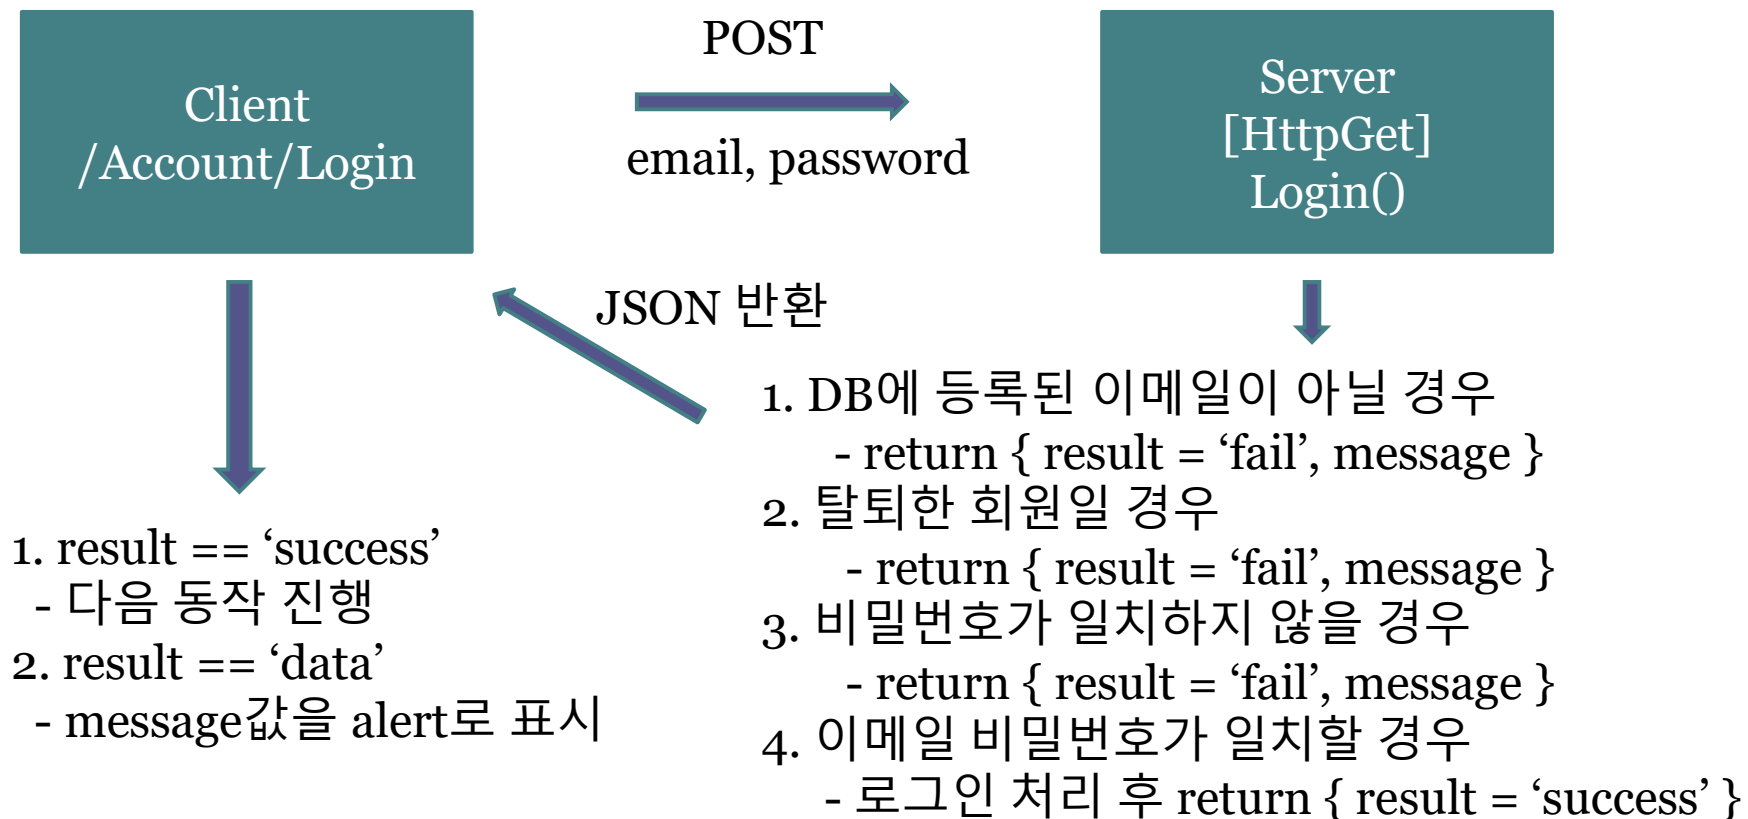 Client
/Account/Login
POST
email, password
Server
[HttpGet]
Login()
JSON 반환
1. DB에 등록된 이메일이 아닐 경우
- return { result = ‘fail’, message }
2. 탈퇴한 회원일 경우
- return { result = ‘fail’, message }
3. 비밀번호가 일치하지 않을 경우
- return { result = ‘fail’, message }
4. 이메일 비밀번호가 일치할 경우
- 로그인 처리 후 return { result = ‘success’ }
1. result == ‘success’
- 다음 동작 진행
2. result == ‘data’
- message값을 alert로 표시